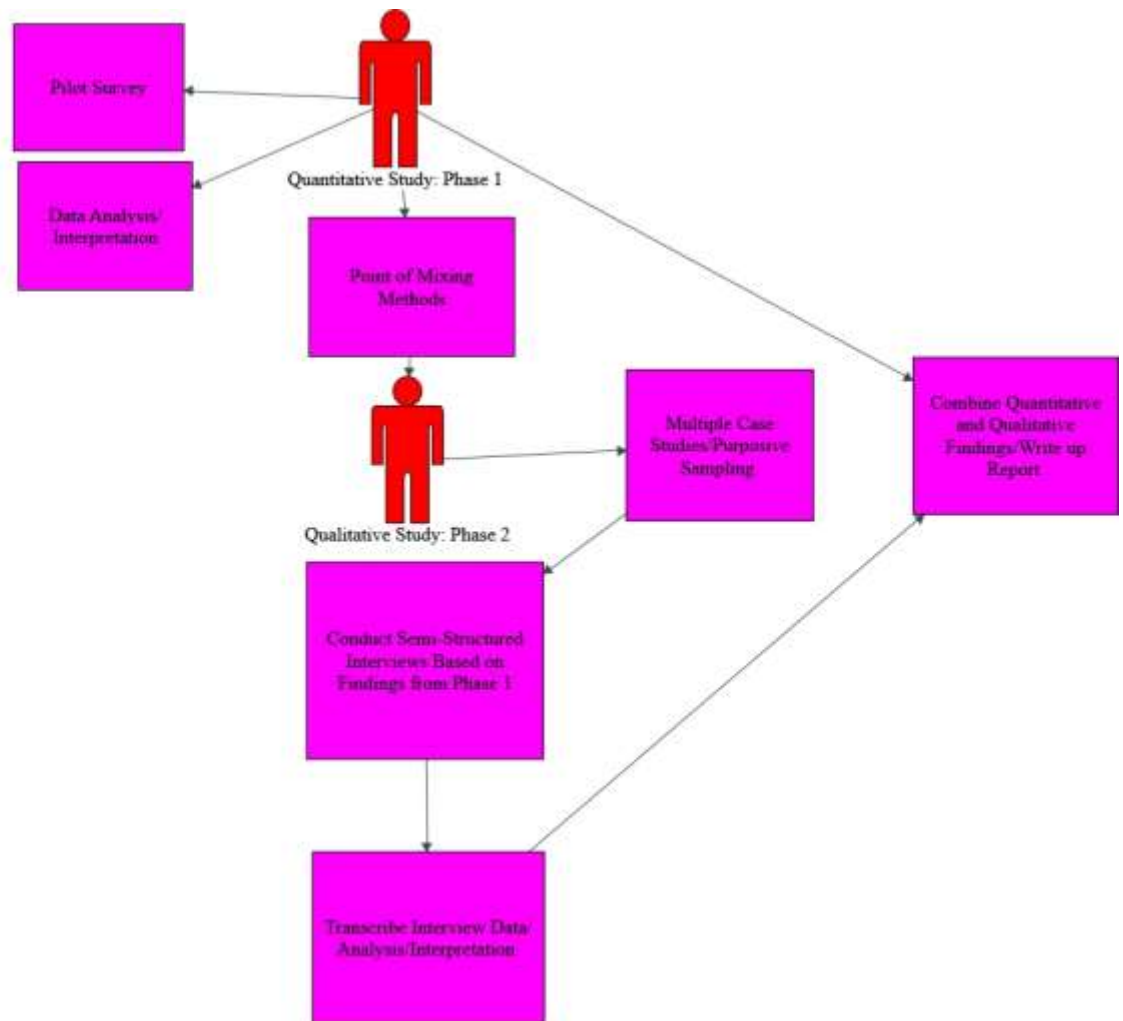 Pilot Survey
Data Analysis/
Interpretation
Quantitative Study: Phase 1
Point of Mixing
Methods
Qualitative Study: Phase 2
Multiple Case
Studies/Purposive
Sampling
Combine Quantitative
and Qualitative
Findings/Write up
Report
Conduct Semi-Structured
Interviews Based on
Findings from Phase 1
Transcribe Interview Data/
Analysis/Interpretation